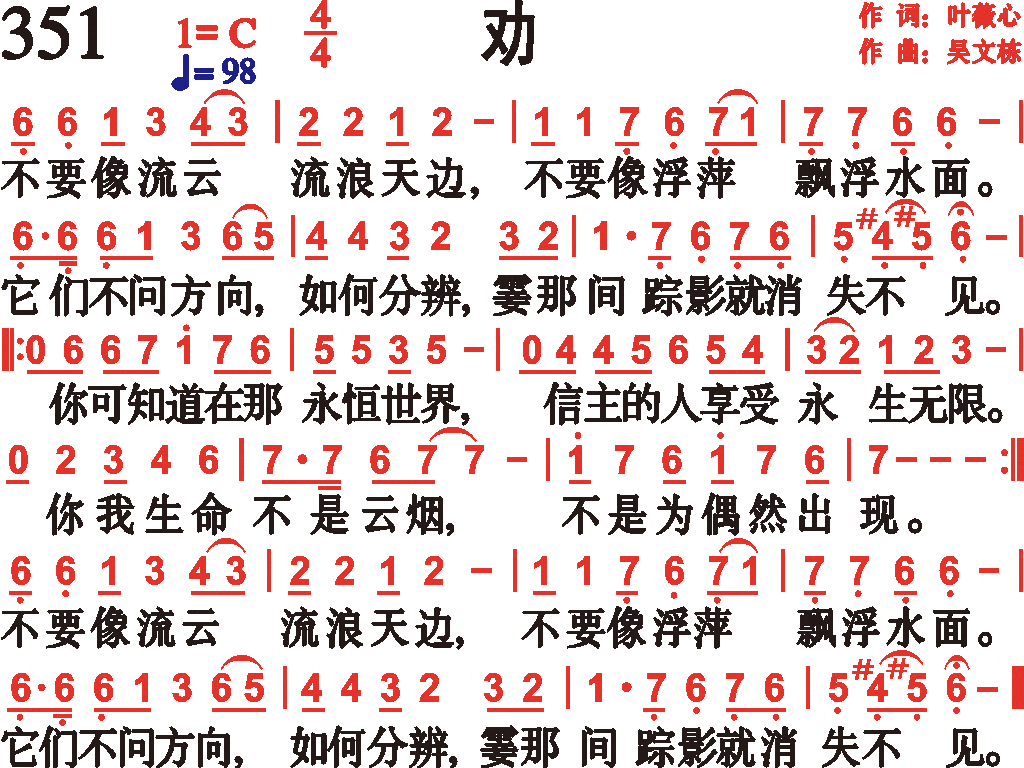 351 1= C 4/4 劝 作 词：叶薇心
♩= 98 作 曲：吴文栋
6 6 1 3 4 3 | 2 2 1 2 – | 1 1 7 6 7 1 | 7 7 6 6 – |
不要像流云 流浪天边，不要像浮萍 飘浮水面。
6·6 6 1 3 6 5 | 4 4 3 2 3 2 | 1 · 7 6 7 6 | 5 #4 #5 6 – |
它们不问方向，如何分辨，霎那间踪影就消失不见。
‖: 0 6 6 7 1 7 6 | 5 5 3 5 – | 0 4 4 5 6 5 4 | 3 2 1 2 3 – |
你可知道在那永恒世界，信主的人享受永生无限。
0 2 3 4 6 | 7 · 7 6 7 7 – | 1 7 6 1 7 6 | 7 – – – :‖
你我生命不是云烟，不是为偶然出现。
6 6 1 3 4 3 | 2 2 1 2 – | 1 1 7 6 7 1 | 7 7 6 6 – |
不要像流云 流浪天边，不要像浮萍 飘浮水面。
6·6 6 1 3 6 5 | 4 4 3 2 3 2 | 1 · 7 6 7 6 | 5 #4 #5 6 – ‖
它们不问方向，如何分辨，霎那间踪影就消失不见。